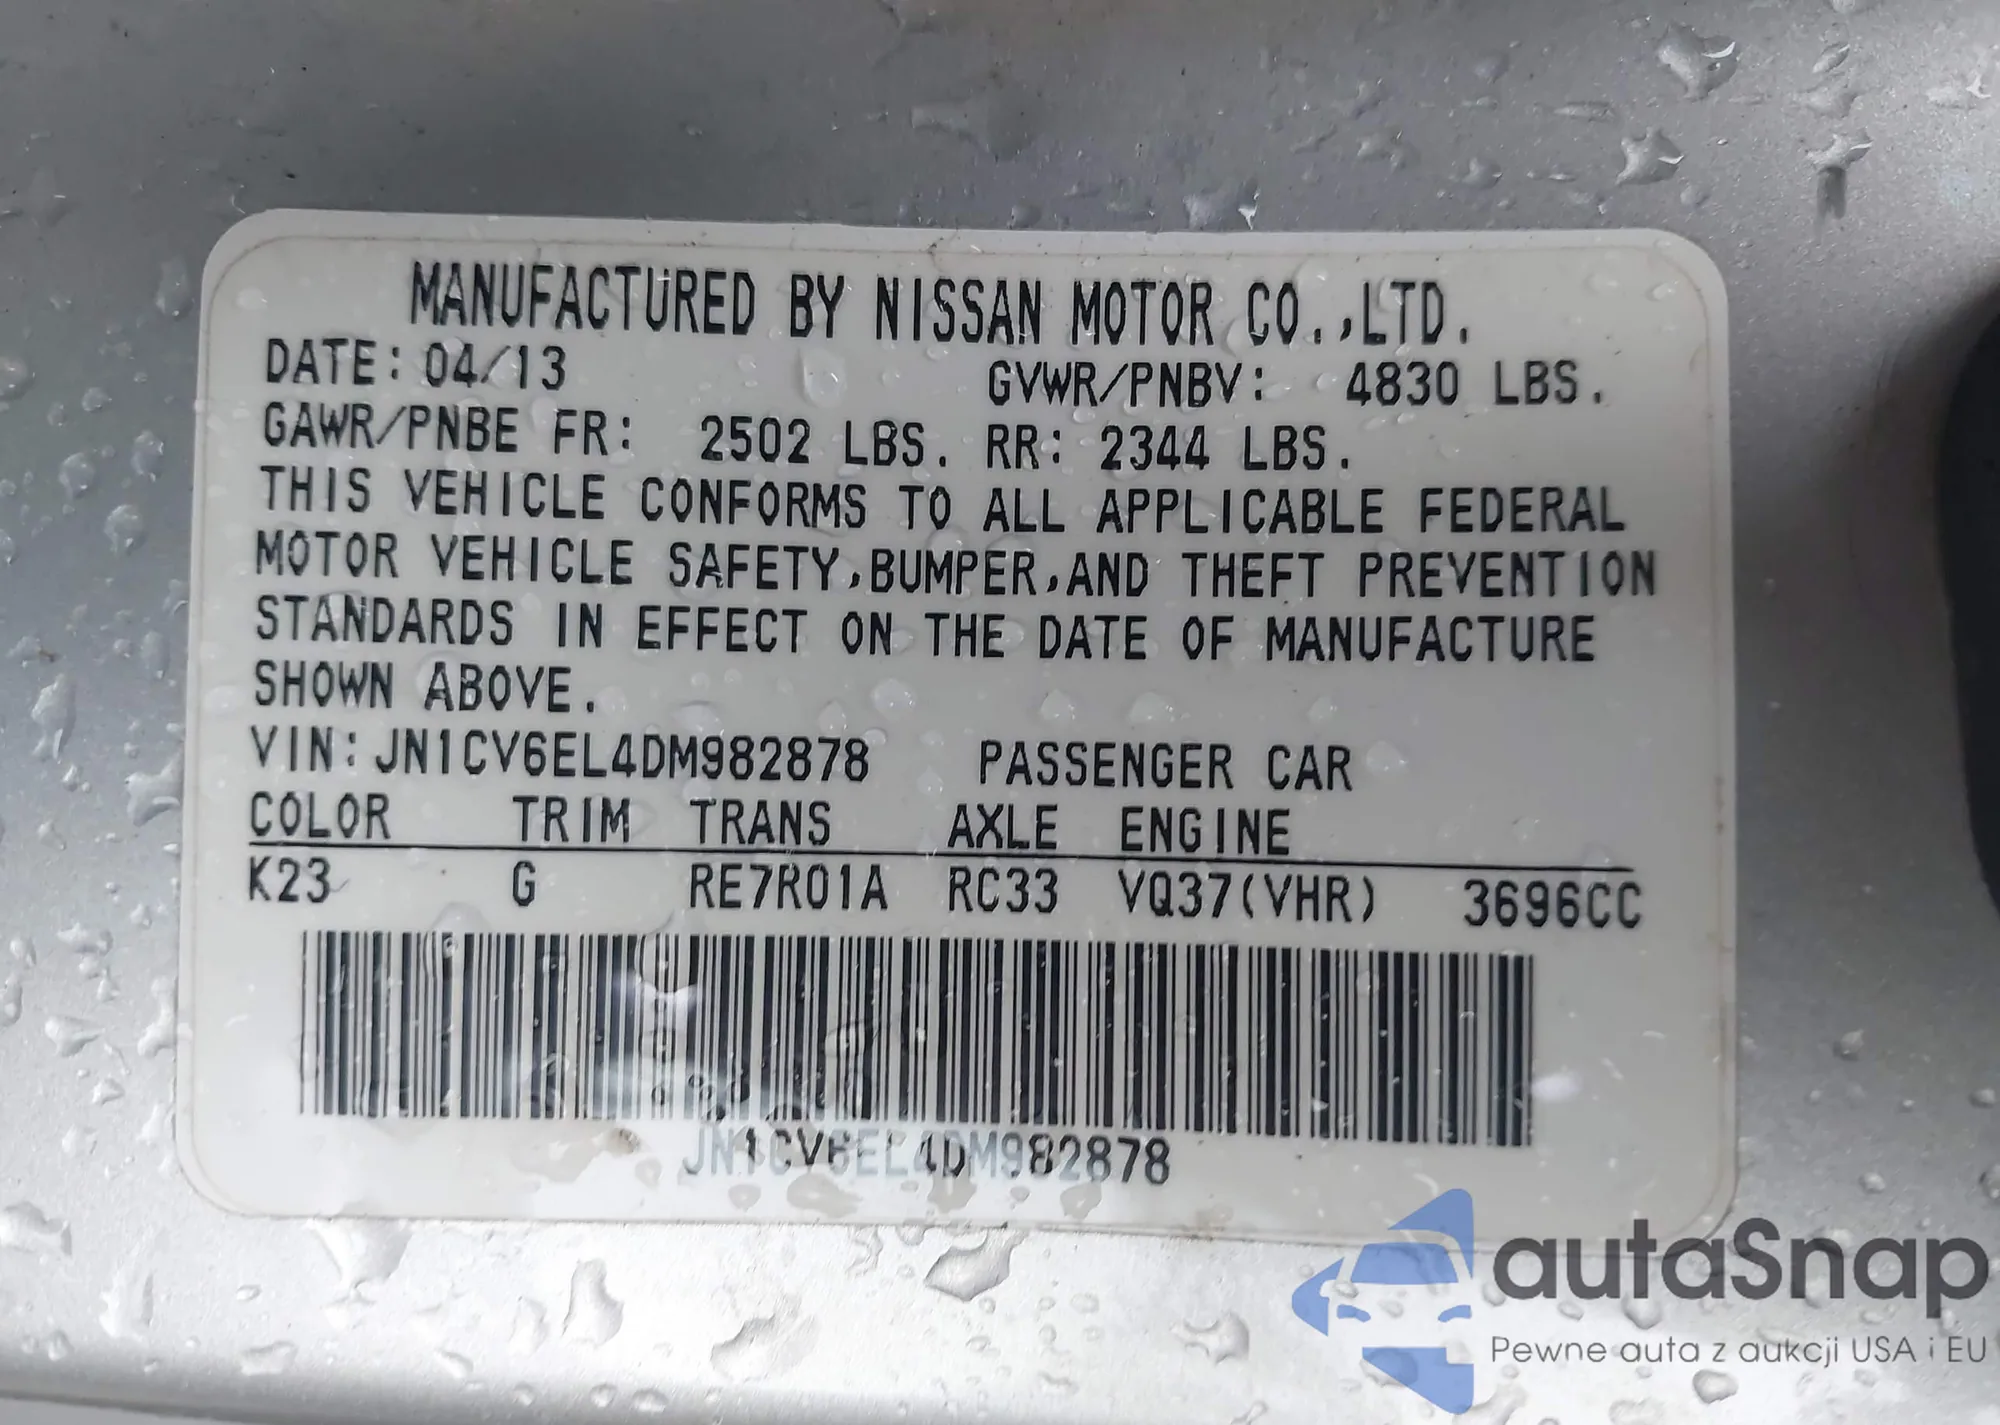 MANUFACTURED BY NISSAN MOTOR CO.,LTD.
DATE: 04/13 GVWR/PNBV: 4830 LBS.
GAWR/PNBE FR: 2502 LBS. RR: 2344 LBS.
THIS VEHICLE CONFORMS TO ALL APPLICABLE FEDERAL
MOTOR VEHICLE SAFETY,BUMPER,AND THEFT PREVENTION
STANDARDS IN EFFECT ON THE DATE OF MANUFACTURE
SHOWN ABOVE.
VIN:JN1CV6EL4DM982878 PASSENGER CAR
COLOR TRIM TRANS AXLE ENGINE
K23 G RE7R01A RC33 VQ37(VHR) 3696CC
JN1CV6EL4DM982878
autaSnap
Pewne auta z aukcji USA i EU